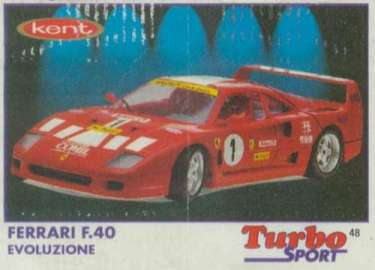 kent
1
FERRARI F.40
EVOLUZIONE
Turbo 48
SPORT